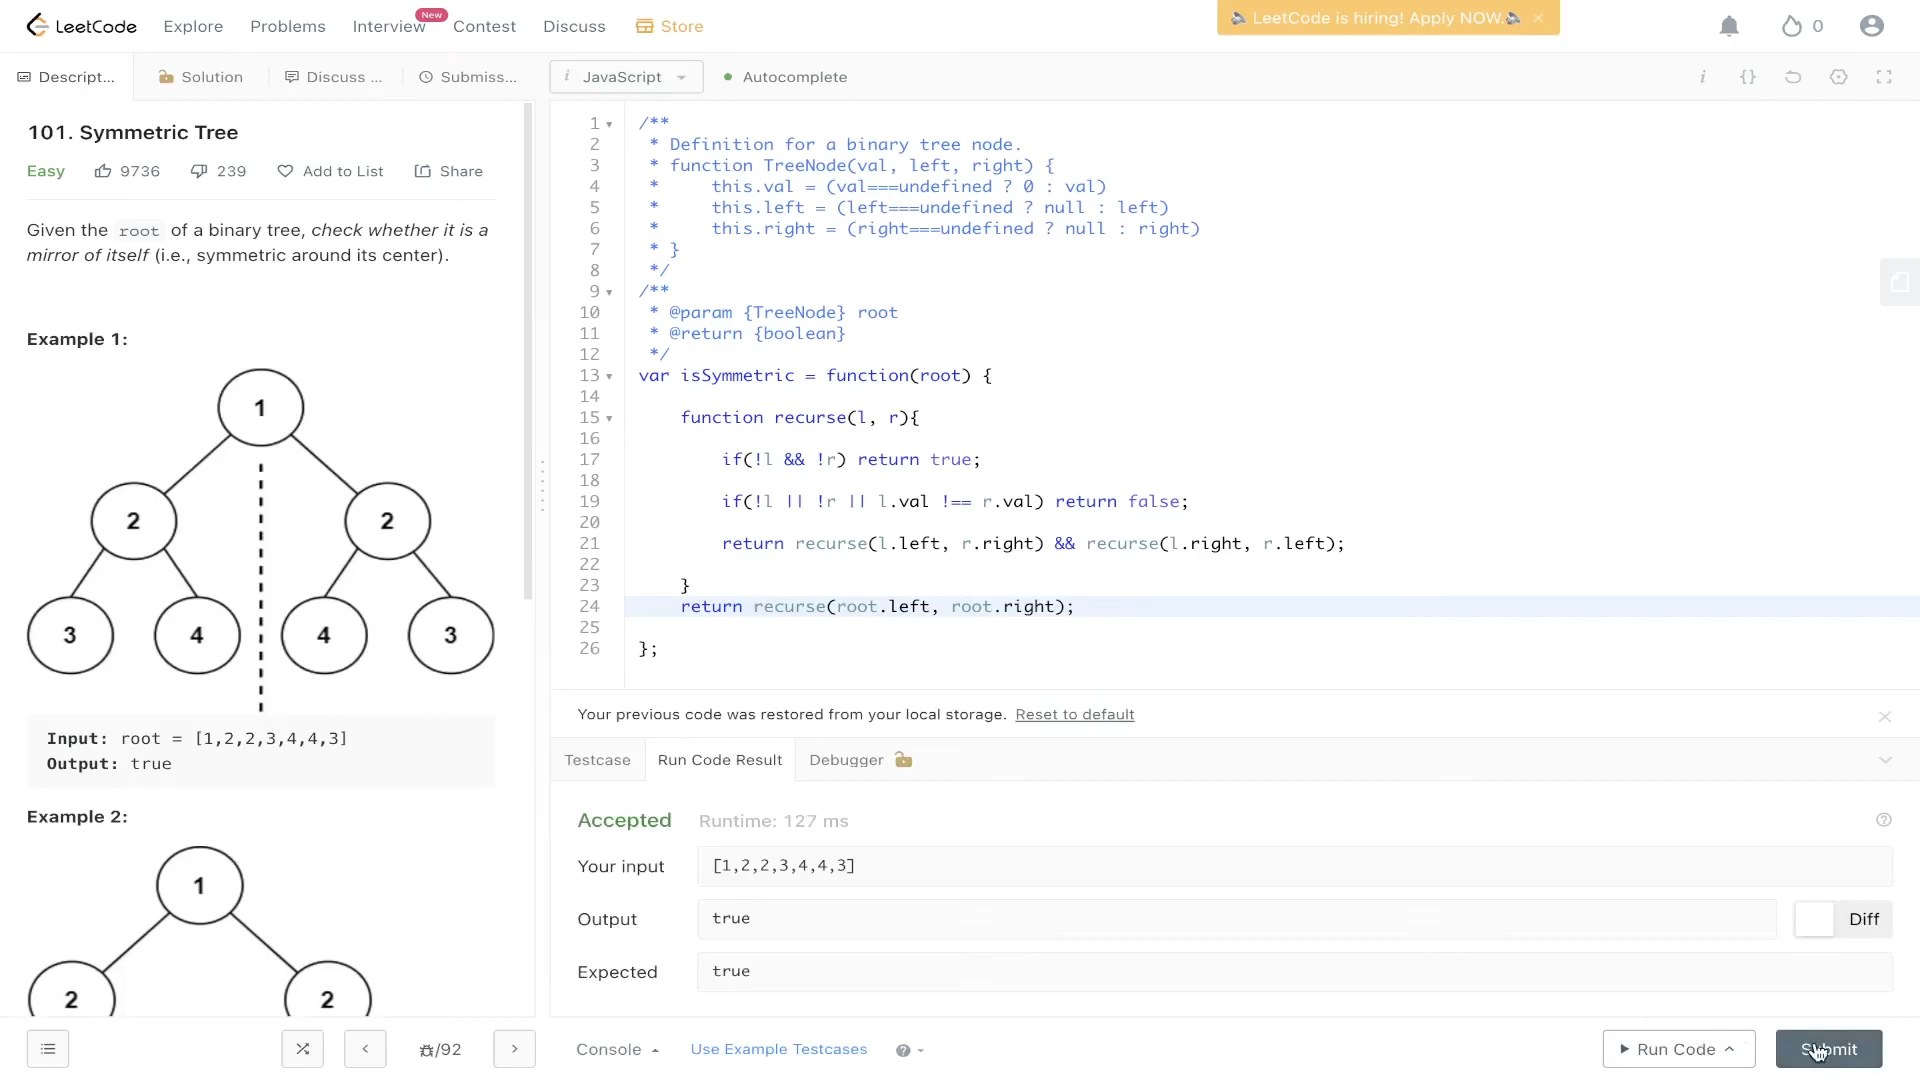 LeetCode
Explore
Problems
Interview
New
Contest
Discuss
Store
LeetCode is hiring! Apply NOW.
0
Descript...
Solution
Discuss ...
Submiss...
i JavaScript
Autocomplete
i {}
101. Symmetric Tree
Easy 9736 239 Add to List Share
Given the root of a binary tree, check whether it is a
mirror of itself (i.e., symmetric around its center).
Example 1:
1
2 2
3 4 4 3
Input: root = [1,2,2,3,4,4,3]
Output: true
Example 2:
1
2 2
/92
1 /**
2 * Definition for a binary tree node.
3 * function TreeNode(val, left, right) {
4 *     this.val = (val===undefined ? 0 : val)
5 *     this.left = (left===undefined ? null : left)
6 *     this.right = (right===undefined ? null : right)
7 * }
8 */
9 /**
10 * @param {TreeNode} root
11 * @return {boolean}
12 */
13 var isSymmetric = function(root) {
14
15     function recurse(l, r){
16
17         if(!l && !r) return true;
18
19         if(!l || !r || l.val !== r.val) return false;
20
21         return recurse(l.left, r.right) && recurse(l.right, r.left);
22
23     }
24     return recurse(root.left, root.right);
25
26 };
Your previous code was restored from your local storage. Reset to default
Testcase
Run Code Result
Debugger
Accepted Runtime: 127 ms
Your input [1,2,2,3,4,4,3]
Output true
Diff
Expected true
Console
Use Example Testcases
Run Code
Submit